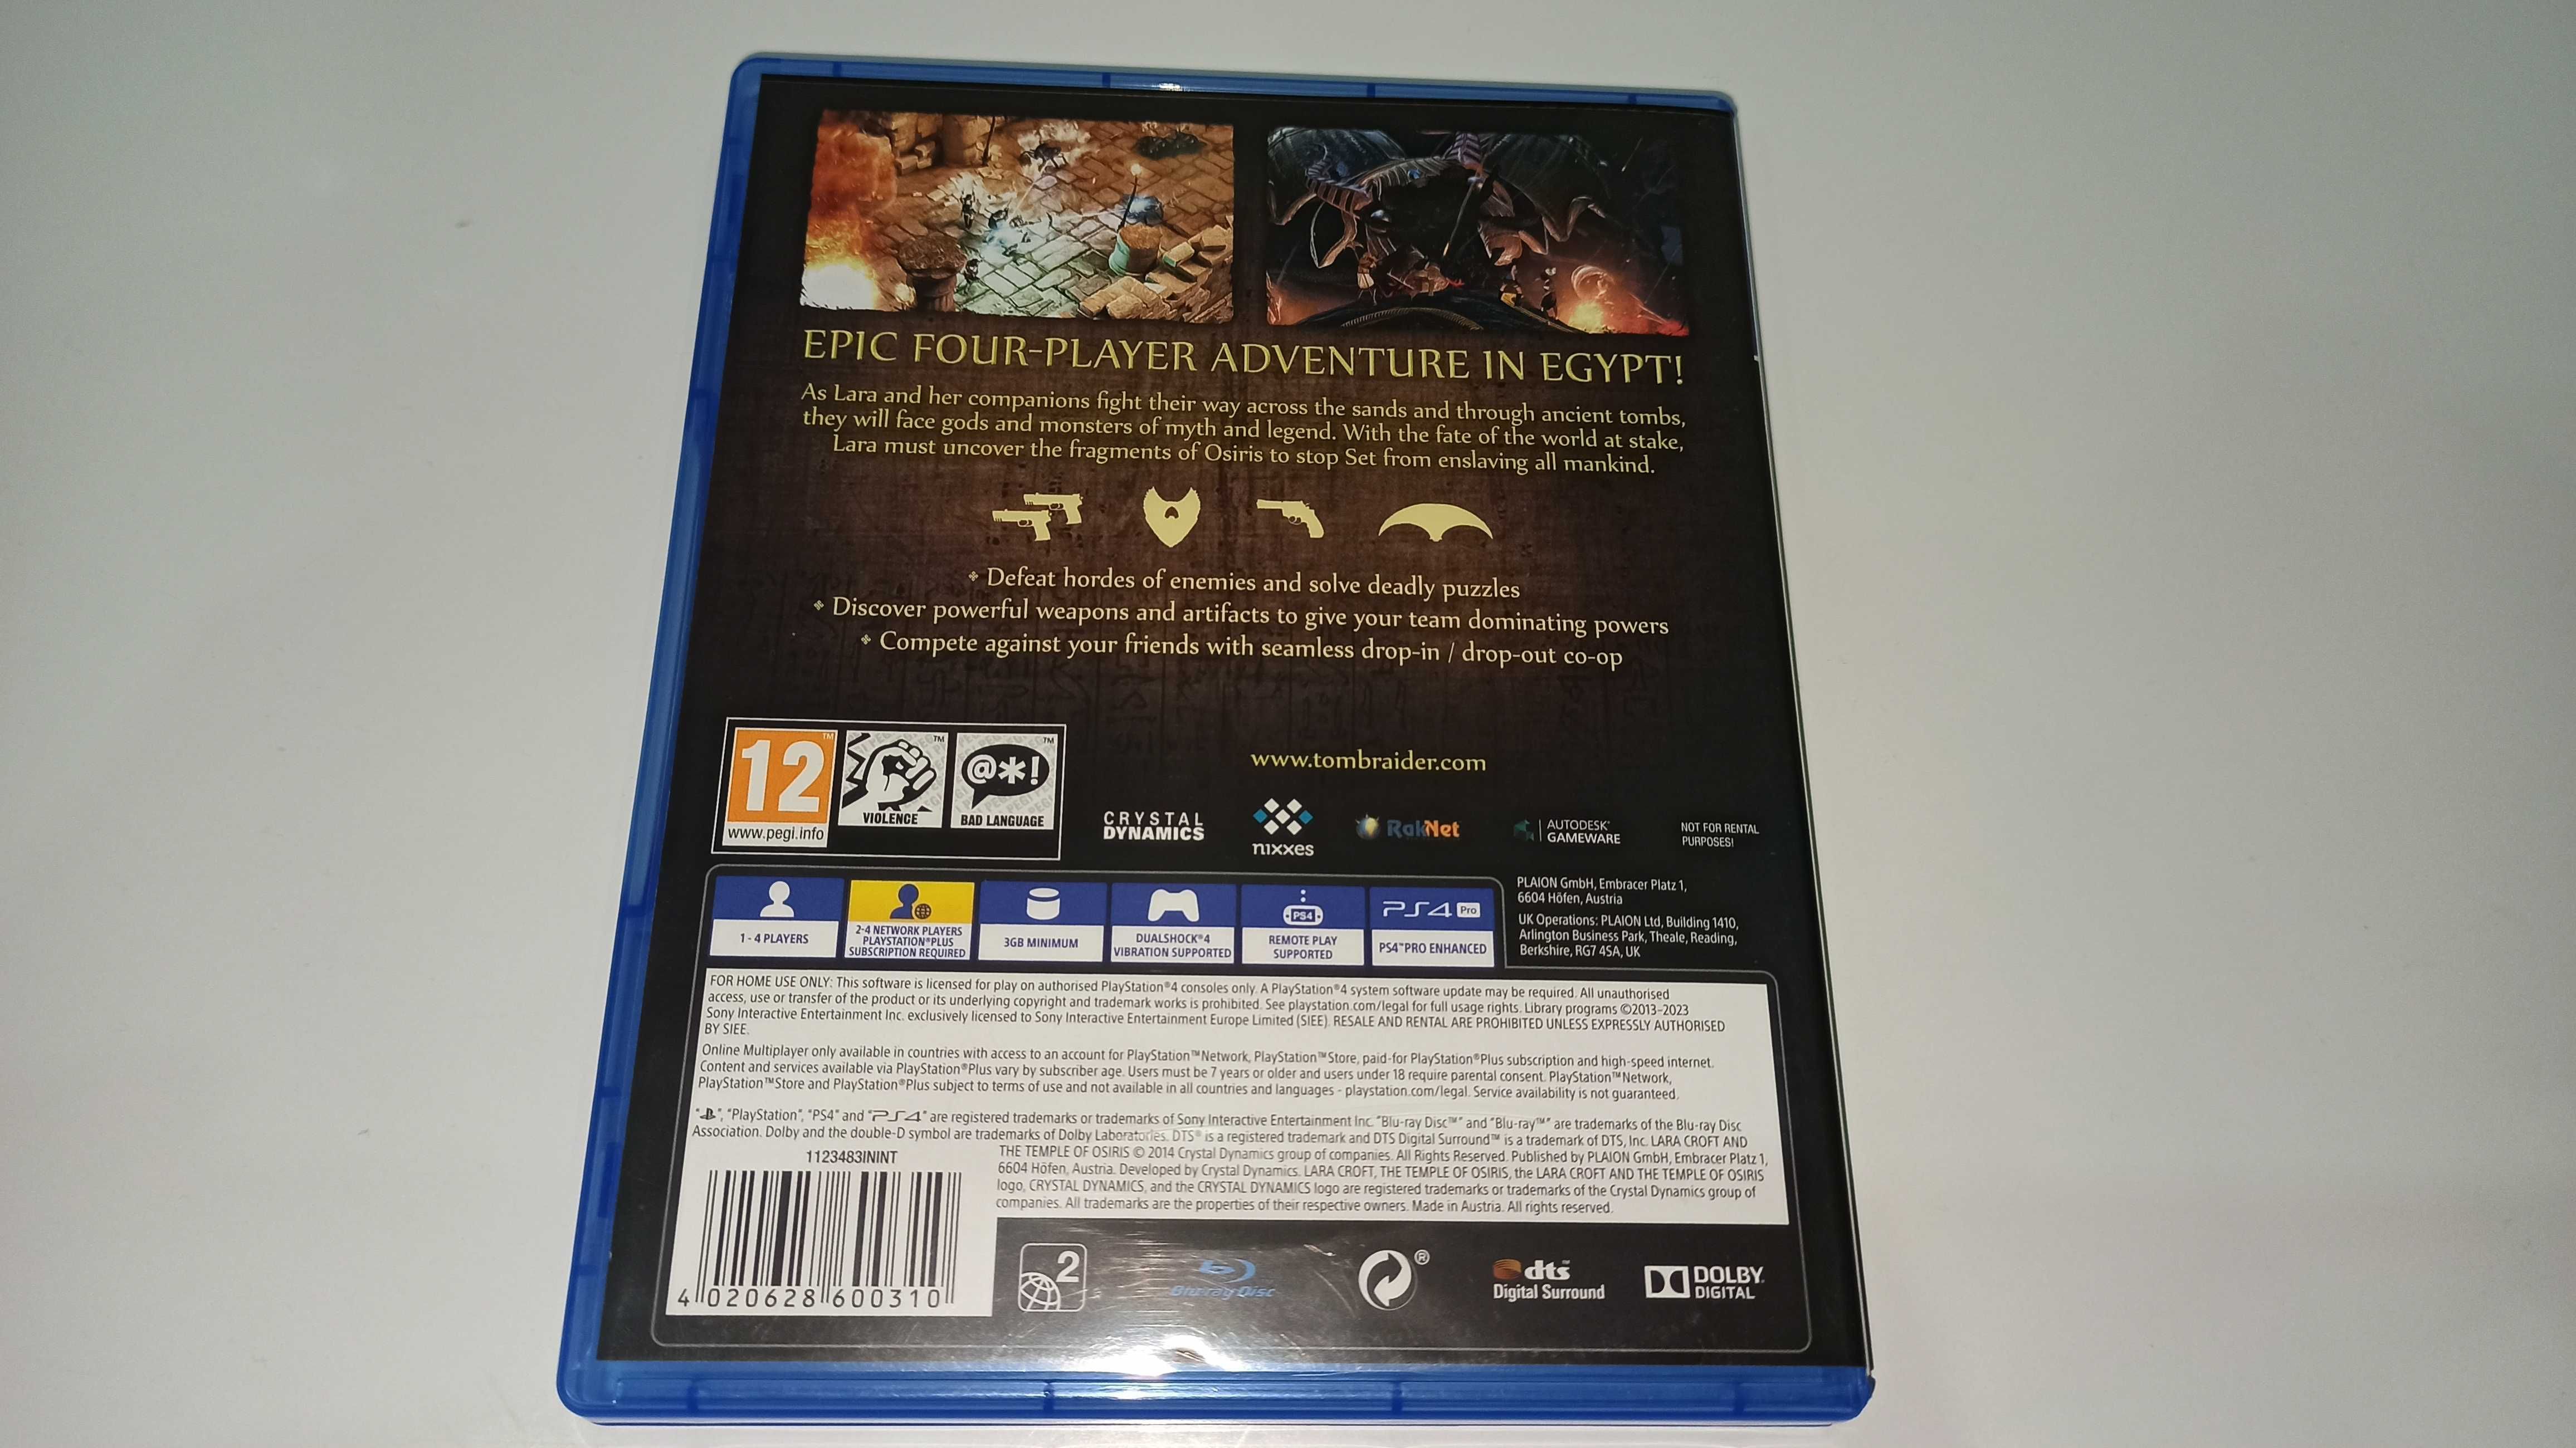 EPIC FOUR-PLAYER ADVENTURE IN EGYPT!
As Lara and her companions fight their way across the sands and through ancient tombs,
they will face gods and monsters of myth and legend. With the fate of the world at stake,
Lara must uncover the fragments of Osiris to stop Set from enslaving all mankind.
Defeat hordes of enemies and solve deadly puzzles
Discover powerful weapons and artifacts to give your team dominating powers
Compete against your friends with seamless drop-in / drop-out co-op
12™
www.pegi.info
™
VIOLENCE
@*!
™
BAD LANGUAGE
www.tombraider.com
CRYSTAL
DYNAMICS
nixxes
RakNet
AUTODESK®
GAMEWARE
NOT FOR RENTAL
PURPOSES!
1 - 4 PLAYERS
2-4 NETWORK PLAYERS
PLAYSTATION®PLUS
SUBSCRIPTION REQUIRED
3GB MINIMUM
DUALSHOCK®4
VIBRATION SUPPORTED
PS4
REMOTE PLAY
SUPPORTED
PS4 Pro
PS4™PRO ENHANCED
PLAION GmbH, Embracer Platz 1,
6604 Höfen, Austria
UK Operations: PLAION Ltd, Building 1410,
Arlington Business Park, Theale, Reading,
Berkshire, RG7 4SA, UK
FOR HOME USE ONLY: This software is licensed for play on authorised PlayStation®4 consoles only. A PlayStation®4 system software update may be required. All unauthorised
access, use or transfer of the product or its underlying copyright and trademark works is prohibited. See playstation.com/legal for full usage rights. Library programs ©2013-2023
Sony Interactive Entertainment Inc. exclusively licensed to Sony Interactive Entertainment Europe Limited (SIEE). RESALE AND RENTAL ARE PROHIBITED UNLESS EXPRESSLY AUTHORISED
BY SIEE.
Online Multiplayer only available in countries with access to an account for PlayStation™Network, PlayStation™Store, paid-for PlayStation®Plus subscription and high-speed internet.
Content and services available via PlayStation®Plus vary by subscriber age. Users must be 7 years or older and users under 18 require parental consent. PlayStation™Network,
PlayStation™Store and PlayStation®Plus subject to terms of use and not available in all countries and languages - playstation.com/legal. Service availability is not guaranteed.
"PlayStation", "PS4" and "PS4" are registered trademarks or trademarks of Sony Interactive Entertainment Inc. "Blu-ray Disc™" and "Blu-ray™" are trademarks of the Blu-ray Disc
Association. Dolby and the double-D symbol are trademarks of Dolby Laboratories. DTS® is a registered trademark and DTS Digital Surround™ is a trademark of DTS, Inc. LARA CROFT AND
THE TEMPLE OF OSIRIS © 2014 Crystal Dynamics group of companies. All Rights Reserved. Published by PLAION GmbH, Embracer Platz 1,
6604 Höfen, Austria. Developed by Crystal Dynamics. LARA CROFT, THE TEMPLE OF OSIRIS, the LARA CROFT AND THE TEMPLE OF OSIRIS
logo, CRYSTAL DYNAMICS, and the CRYSTAL DYNAMICS logo are registered trademarks or trademarks of the Crystal Dynamics group of
companies. All trademarks are the properties of their respective owners. Made in Austria. All rights reserved.
1123483ININT
4 020628 600310
2
Blu-ray Disc
®
dts™
Digital Surround
DOLBY
DIGITAL